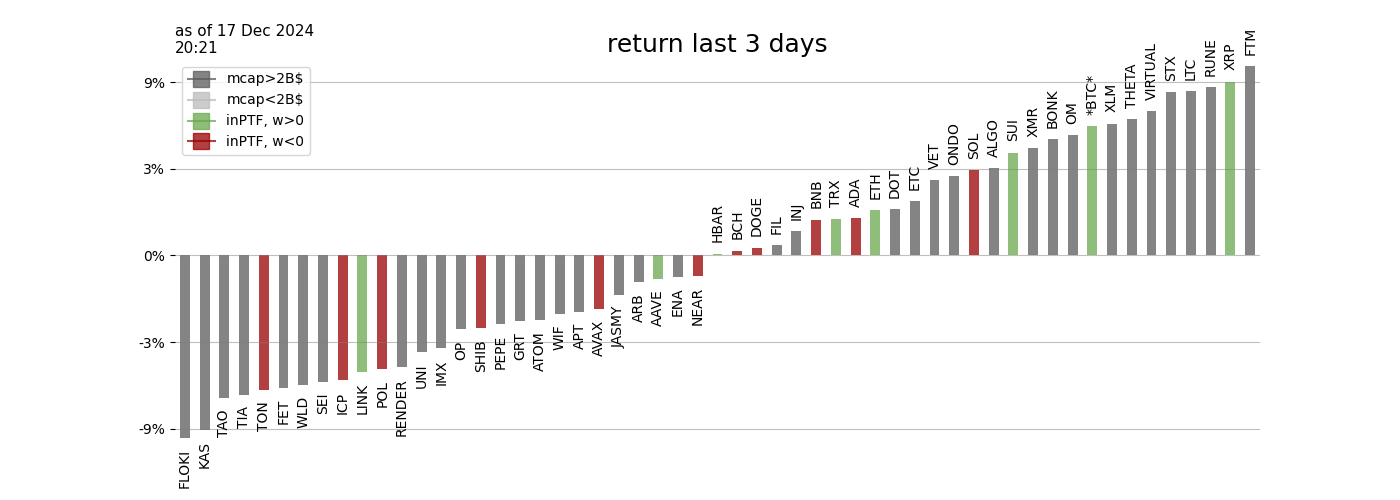 as of 17 Dec 2024
20:21
return last 3 days
mcap>2B$
mcap<2B$
inPTF, w>0
inPTF, w<0
9%
3%
0%
-3%
-9%
FLOKI
KAS
TAO
TIA
TON
FET
WLD
SEI
ICP
LINK
POL
RENDER
UNI
IMX
OP
SHIB
PEPE
GRT
ATOM
WIF
APT
AVAX
JASMY
ARB
AAVE
ENA
NEAR
HBAR
BCH
DOGE
FIL
INJ
BNB
TRX
ADA
ETH
DOT
ETC
VET
ONDO
SOL
ALGO
SUI
XMR
BONK
OM
*BTC*
XLM
THETA
VIRTUAL
STX
LTC
RUNE
XRP
FTM